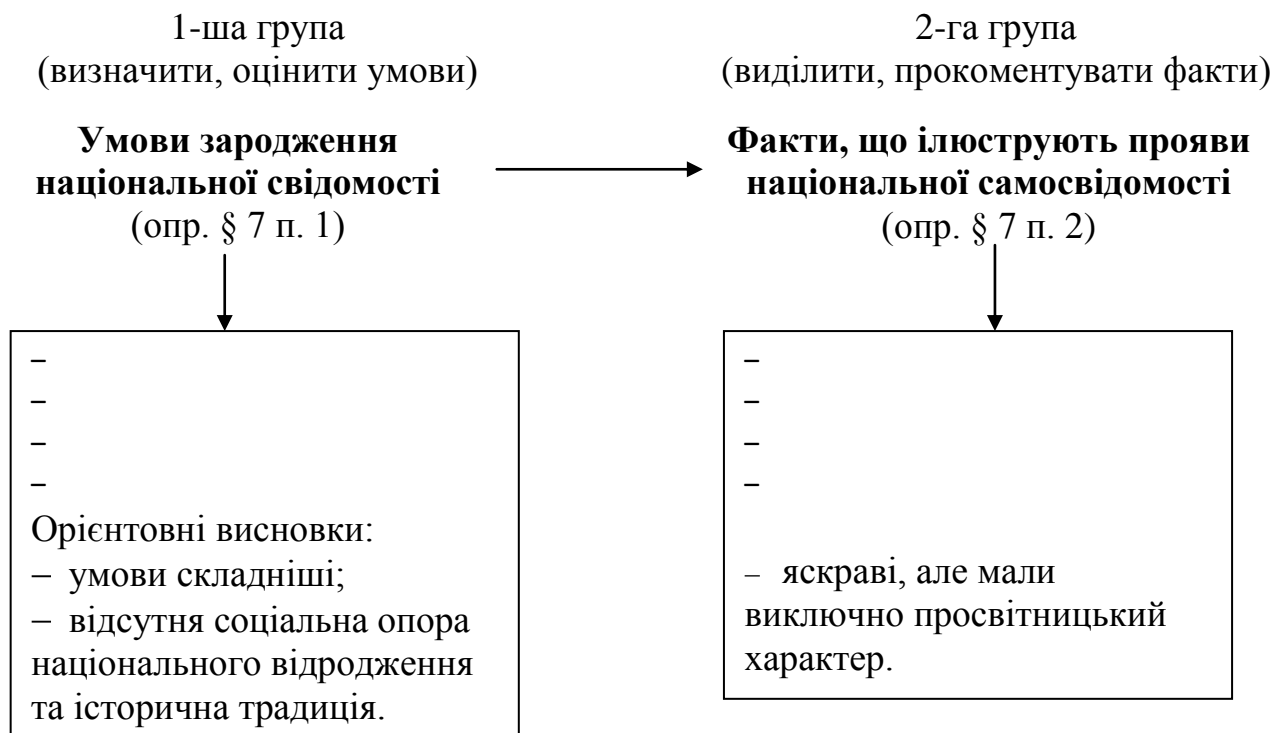 1-ша група
(визначити, оцінити умови)
Умови зародження
національної свідомості
(опр. § 7 п. 1)
–
–
–
–
Орієнтовні висновки:
– умови складніші;
– відсутня соціальна опора
національного відродження
та історична традиція.
2-га група
(виділити, прокоментувати факти)
Факти, що ілюструють прояви
національної самосвідомості
(опр. § 7 п. 2)
–
–
–
–
– яскраві, але мали
виключно просвітницький
характер.